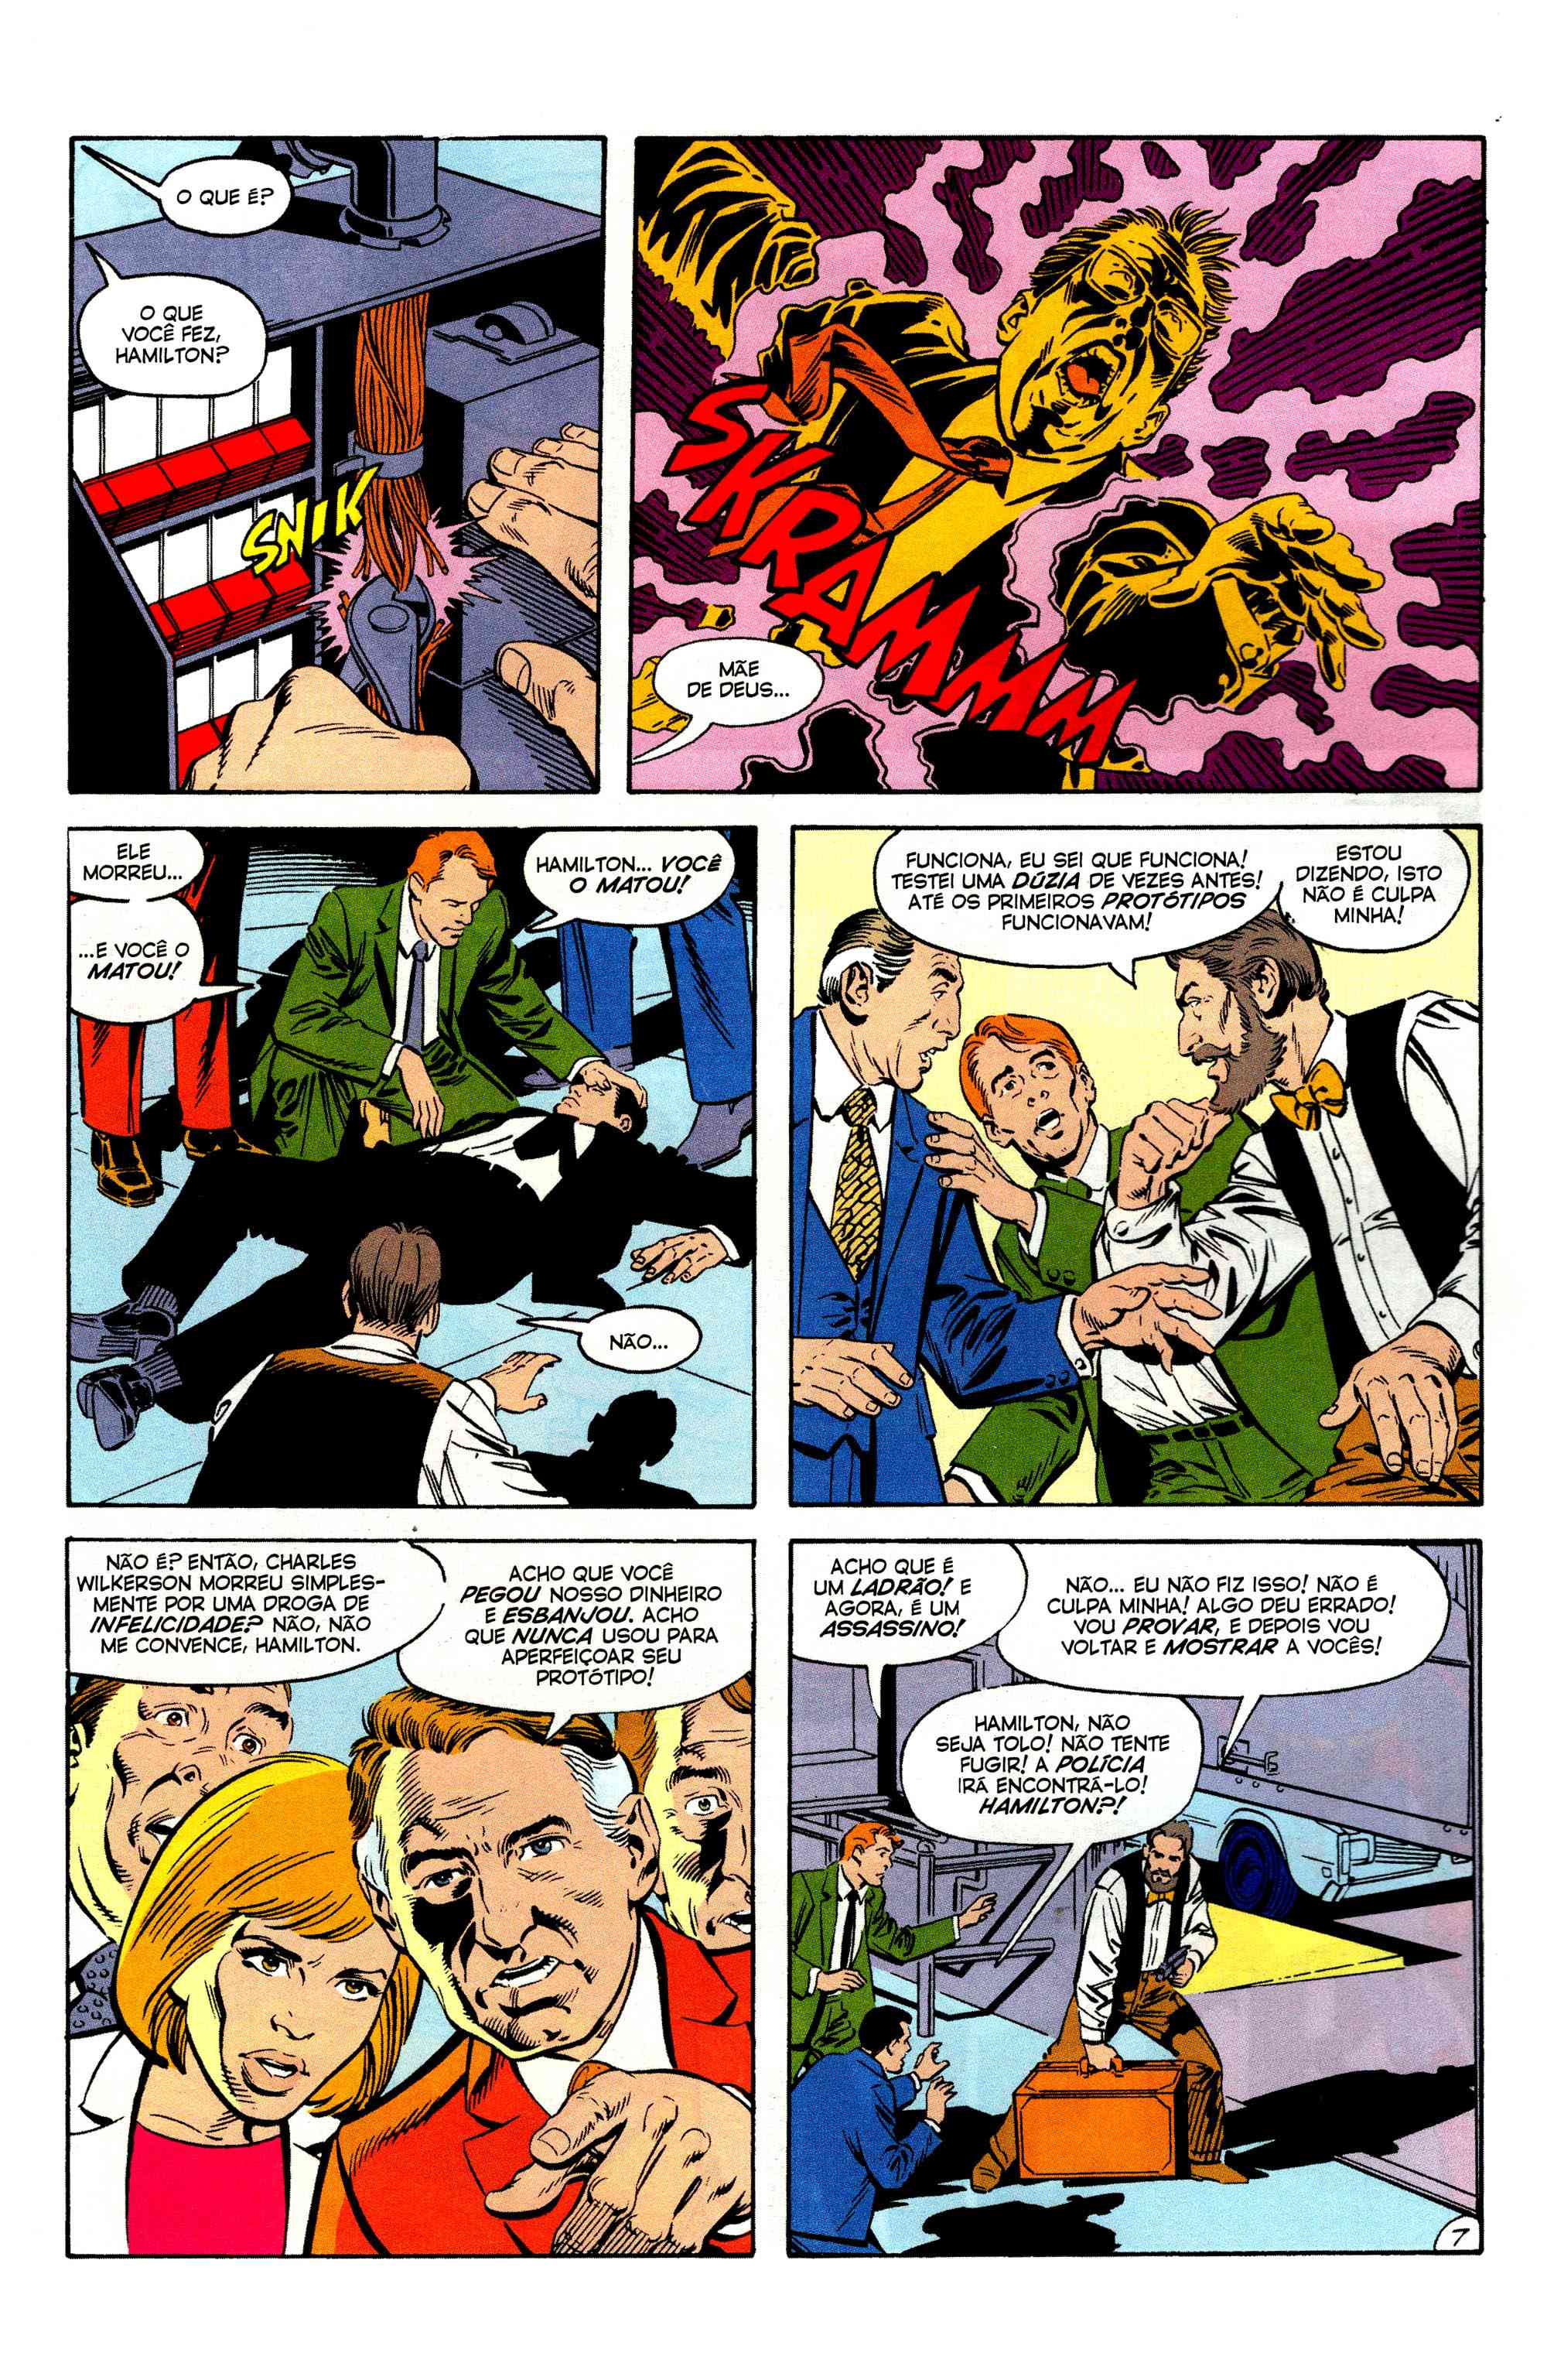 O QUE É?
O QUE
VOCÊ FEZ,
HAMILTON?
SNIK
SKRAMMM
MÃE
DE DEUS...
ELE
MORREU...
...E VOCÊ O
MATOU!
HAMILTON... VOCÊ
O MATOU!
NÃO...
FUNCIONA, EU SEI QUE FUNCIONA!
TESTEI UMA DÚZIA DE VEZES ANTES!
ATÉ OS PRIMEIROS PROTÓTIPOS
FUNCIONAVAM!
ESTOU
DIZENDO, ISTO
NÃO É CULPA
MINHA!
NÃO É? ENTÃO, CHARLES
WILKERSON MORREU SIMPLES-
MENTE POR UMA DROGA DE
INFELICIDADE? NÃO, NÃO
ME CONVENCE, HAMILTON.
ACHO QUE VOCÊ
PEGOU NOSSO DINHEIRO
E ESBANJOU. ACHO
QUE NUNCA USOU PARA
APERFEIÇOAR SEU
PROTÓTIPO!
ACHO QUE É
UM LADRÃO! E
AGORA, É UM
ASSASSINO!
NÃO... EU NÃO FIZ ISSO! NÃO É
CULPA MINHA! ALGO DEU ERRADO!
VOU PROVAR, E DEPOIS VOU
VOLTAR E MOSTRAR A VOCÊS!
HAMILTON, NÃO
SEJA TOLO! NÃO TENTE
FUGIR! A POLÍCIA
IRÁ ENCONTRÁ-LO!
HAMILTON?!
7